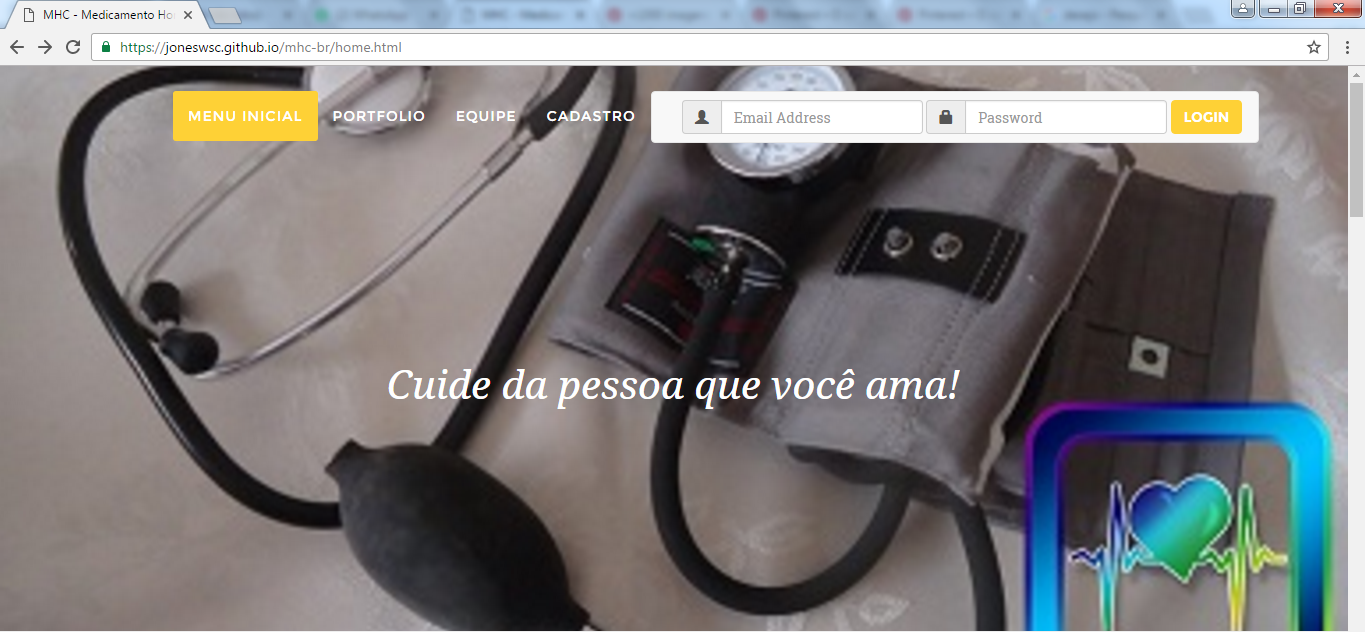 MHC - Medicamento Ho
https://joneswsc.github.io/mhc-br/home.html
MENU INICIAL PORTFOLIO EQUIPE CADASTRO Email Address Password LOGIN
Cuide da pessoa que você ama!